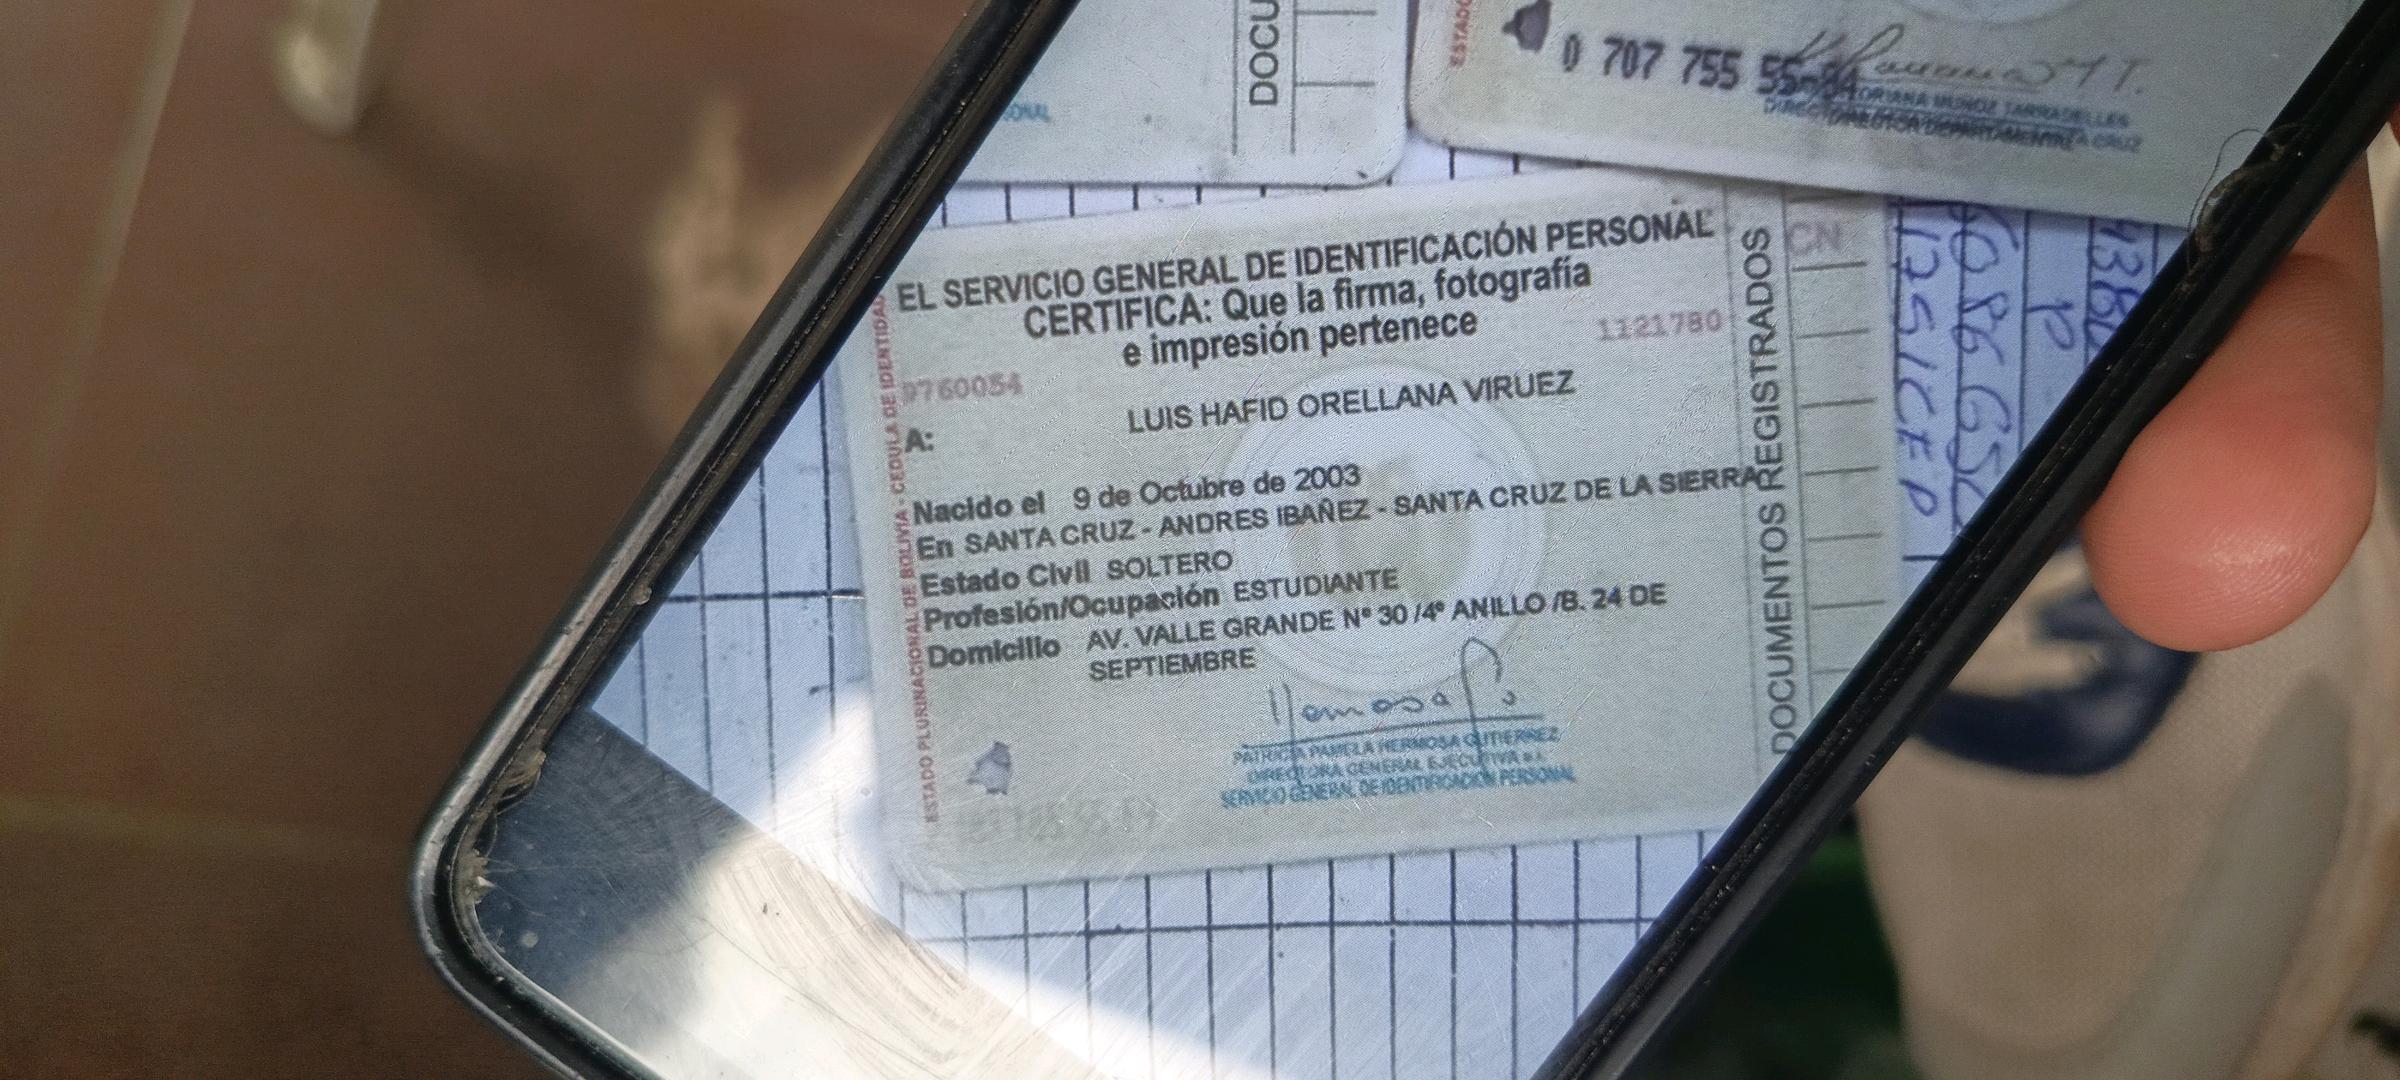 DOCU
ONAL
ESTADO
0 707 755 55-94
ADRIANA MUÑOZ TARRADELLES
DIRECTOR DEPARTAMENTAL
CRUZ
EL SERVICIO GENERAL DE IDENTIFICACIÓN PERSONAL
CERTIFICA: Que la firma, fotografía
e impresión pertenece
1121780
9760054
LUIS HAFID ORELLANA VIRUEZ
A:
Nacido el 9 de Octubre de 2003
En SANTA CRUZ - ANDRES IBAÑEZ - SANTA CRUZ DE LA SIERRA
Estado Civil SOLTERO
Profesión/Ocupación ESTUDIANTE
Domicilio AV. VALLE GRANDE Nº 30 /4º ANILLO /B. 24 DE
SEPTIEMBRE
PATRICIA PAMELA HERMOSA GUTIERREZ
DIRECTORA GENERAL EJECUTIVA a.i.
SERVICIO GENERAL DE IDENTIFICACIÓN PERSONAL
ESTADO PLURINACIONAL DE BOLIVIA - CEDULA DE IDENTIDAD
DOCUMENTOS REGISTRADOS
CN